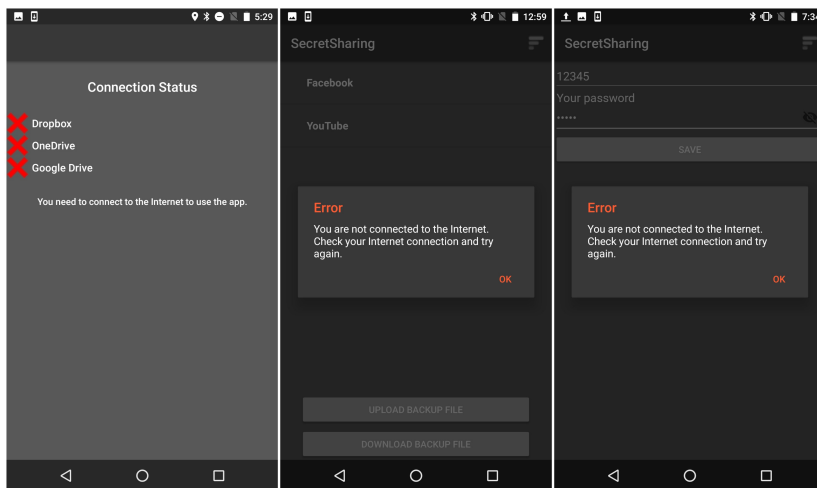 5:29
Connection Status
Dropbox
OneDrive
Google Drive
You need to connect to the Internet to use the app.
12:59
SecretSharing
Facebook
YouTube
Error
You are not connected to the Internet.
Check your Internet connection and try
again.
OK
UPLOAD BACKUP FILE
DOWNLOAD BACKUP FILE
7:34
SecretSharing
12345
Your password
•••••
SAVE
Error
You are not connected to the Internet.
Check your Internet connection and try
again.
OK